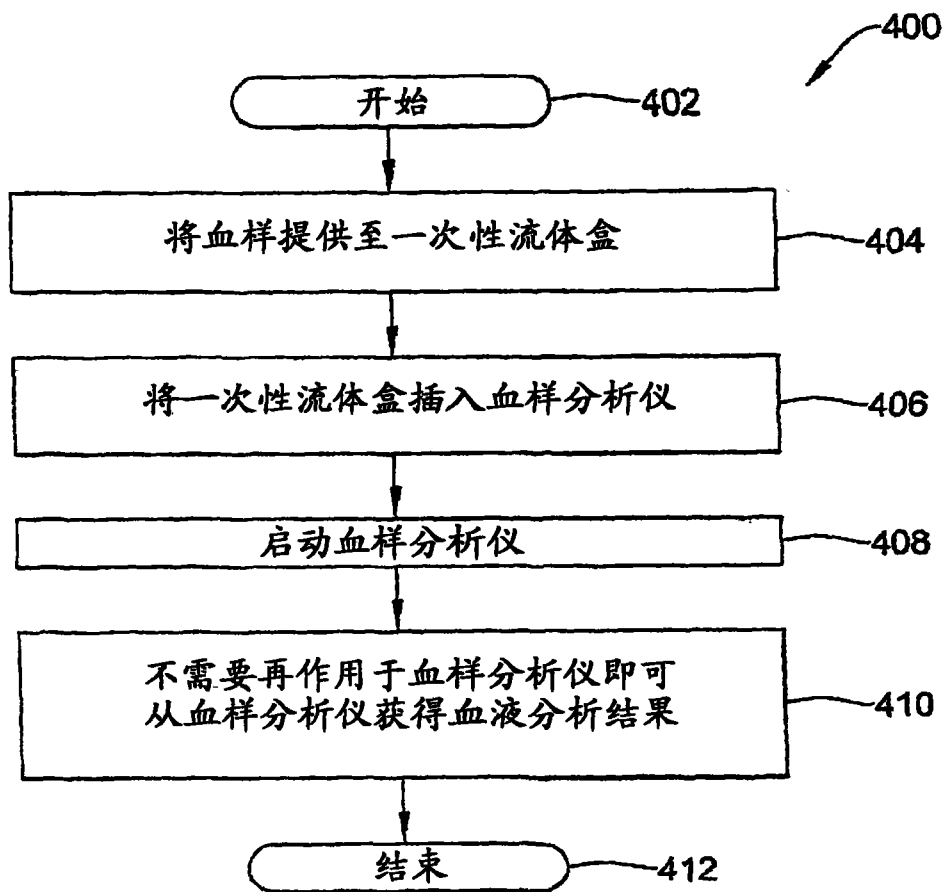 400
开始
402
将血样提供至一次性流体盒
404
将一次性流体盒插入血样分析仪
406
启动血样分析仪
408
不需要再作用于血样分析仪即可
从血样分析仪获得血液分析结果
410
结束
412